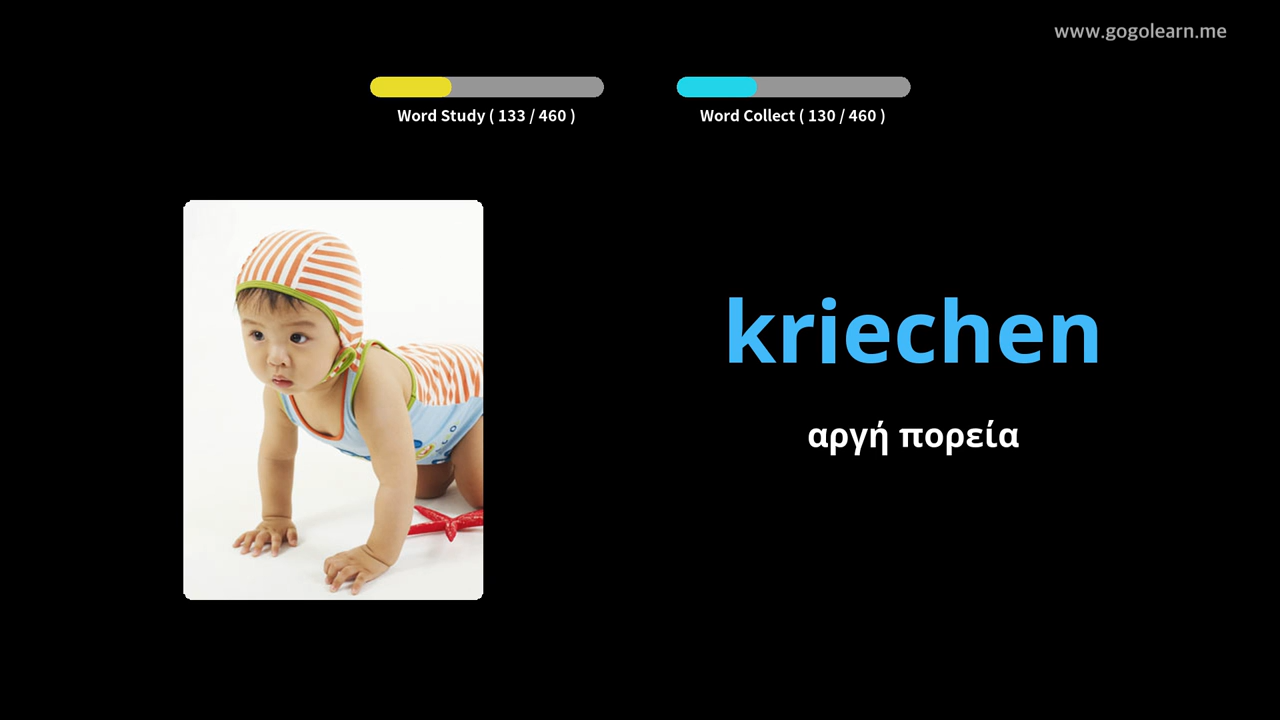 www.gogolearn.me
Word Study ( 133 / 460 )
Word Collect ( 130 / 460 )
kriechen
αργή πορεία